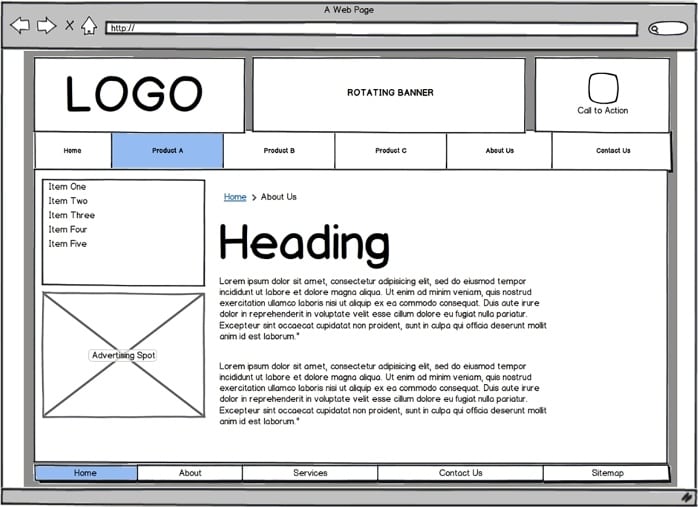 A Web Page
http://
LOGO
ROTATING BANNER
Call to Action
Home
Product A
Product B
Product C
About Us
Contact Us
Item One
Item Two
Item Three
Item Four
Item Five
Advertising Spot
Home > About Us
Heading
Lorem ipsum dolor sit amet, consectetur adipisicing elit, sed do eiusmod tempor
incididunt ut labore et dolore magna aliqua. Ut enim ad minim veniam, quis nostrud
exercitation ullamco laboris nisi ut aliquip ex ea commodo consequat. Duis aute irure
dolor in reprehenderit in voluptate velit esse cillum dolore eu fugiat nulla pariatur.
Excepteur sint occaecat cupidatat non proident, sunt in culpa qui officia deserunt mollit
anim id est laborum."
Lorem ipsum dolor sit amet, consectetur adipisicing elit, sed do eiusmod tempor
incididunt ut labore et dolore magna aliqua. Ut enim ad minim veniam, quis nostrud
exercitation ullamco laboris nisi ut aliquip ex ea commodo consequat. Duis aute irure
dolor in reprehenderit in voluptate velit esse cillum dolore eu fugiat nulla pariatur.
Excepteur sint occaecat cupidatat non proident, sunt in culpa qui officia deserunt mollit
anim id est laborum."
Home
About
Services
Contact Us
Sitemap